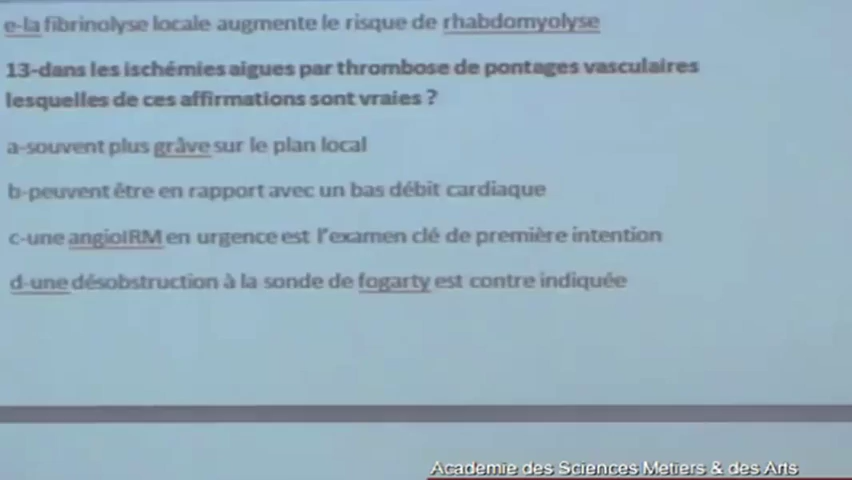 e-la fibrinolyse locale augmente le risque de rhabdomyolyse
13-dans les ischémies aigues par thrombose de pontages vasculaires
lesquelles de ces affirmations sont vraies ?
a-souvent plus grâve sur le plan local
b-peuvent être en rapport avec un bas débit cardiaque
c-une angioIRM en urgence est l'examen clé de première intention
d-une désobstruction à la sonde de fogarty est contre indiquée
Academie des Sciences Metiers & des Arts